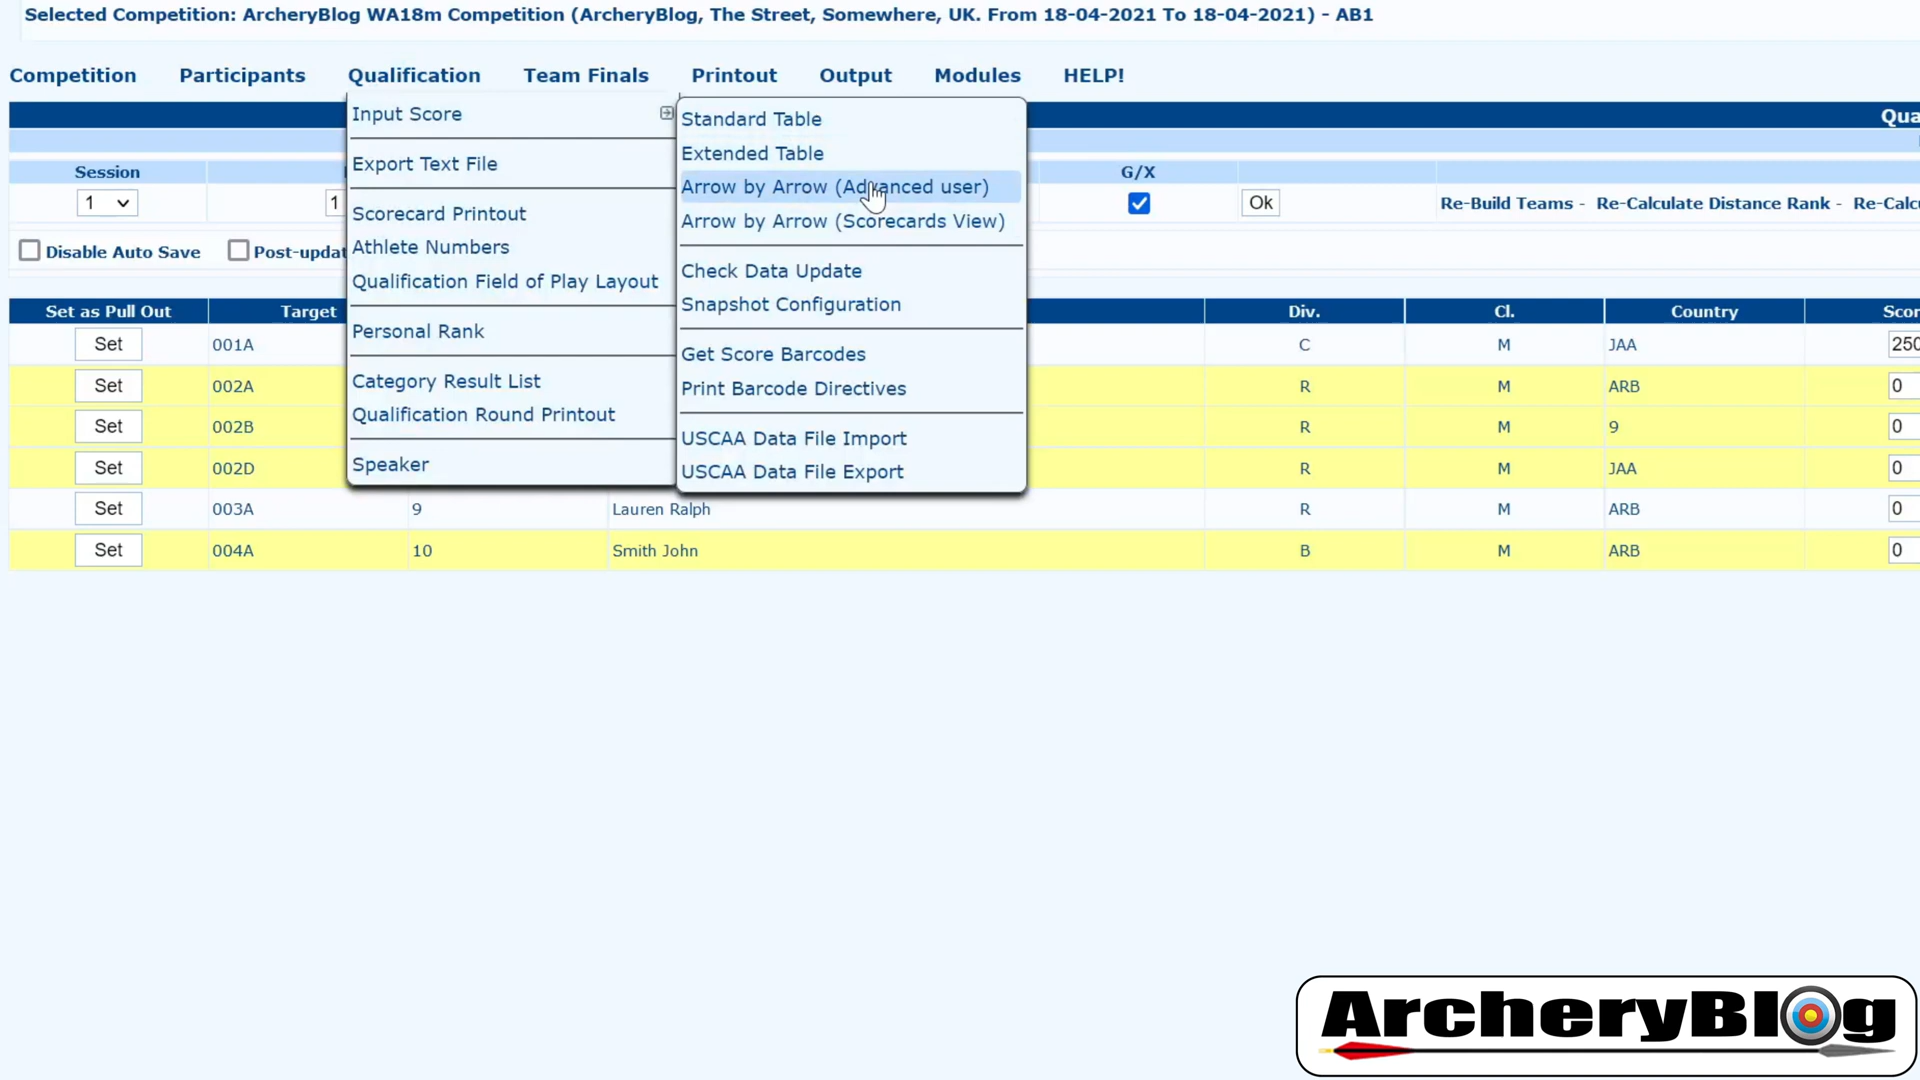 Selected Competition: ArcheryBlog WA18m Competition (ArcheryBlog, The Street, Somewhere, UK. From 18-04-2021 To 18-04-2021) - AB1
Competition Participants Qualification Team Finals Printout Output Modules HELP!
Input Score
Export Text File
Scorecard Printout
Athlete Numbers
Qualification Field of Play Layout
Personal Rank
Category Result List
Qualification Round Printout
Speaker
Standard Table
Extended Table
Arrow by Arrow (Advanced user)
Arrow by Arrow (Scorecards View)
Check Data Update
Snapshot Configuration
Get Score Barcodes
Print Barcode Directives
USCAA Data File Import
USCAA Data File Export
Session G/X
1 1 Ok Re-Build Teams - Re-Calculate Distance Rank -
Disable Auto Save
Set as Pull Out Target Div. Cl. Country
Set 001A C M JAA 250
Set 002A R M ARB 0
Set 002B R M 9 0
Set 002D R M JAA 0
Set 003A 9 Lauren Ralph R M ARB 0
Set 004A 10 Smith John B M ARB 0
ArcheryBlog